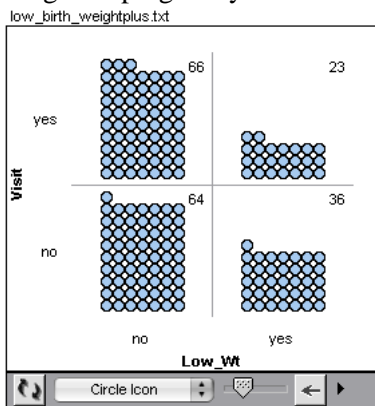 low_birth_weightplus.txt
66
23
yes
Visit
64
36
no
no
yes
Low_Wt
Circle Icon